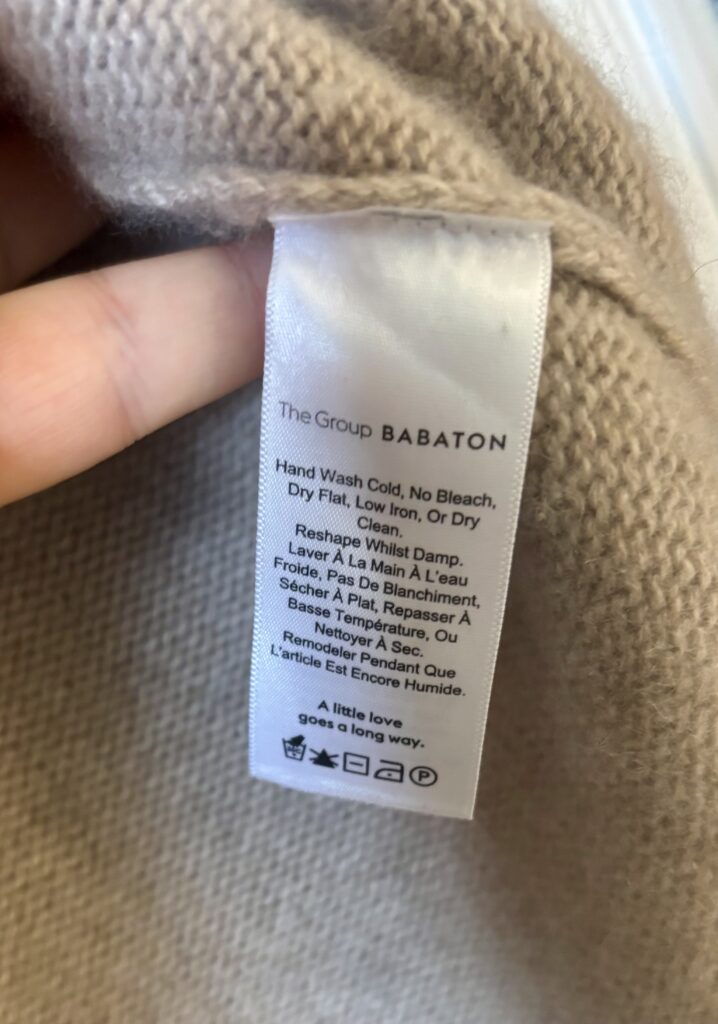 The Group BABATON
Hand Wash Cold, No Bleach,
Dry Flat, Low Iron, Or Dry
Clean.
Reshape Whilst Damp.
Laver À La Main À L'eau
Froide, Pas De Blanchiment,
Sécher À Plat, Repasser À
Basse Température, Ou
Nettoyer À Sec.
Remodeler Pendant Que
L'article Est Encore Humide.
A little love
goes a long way.
P